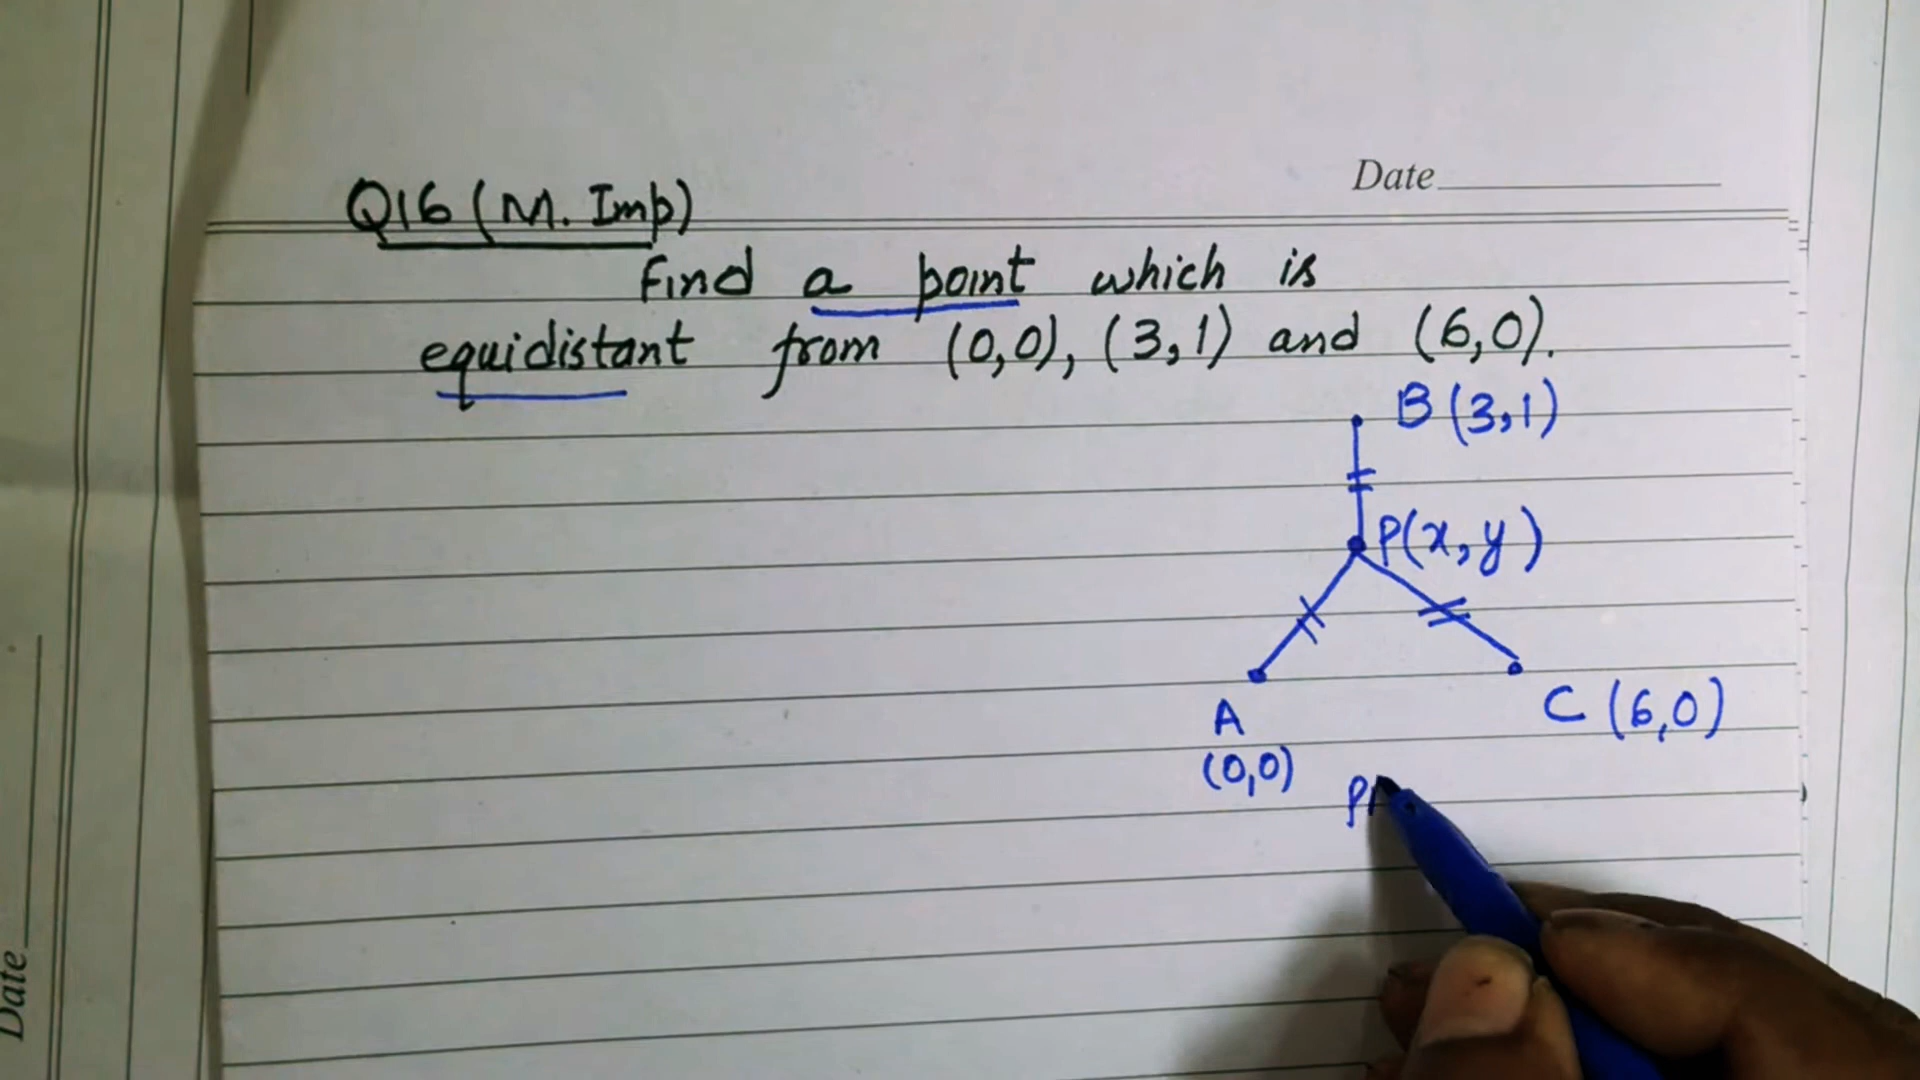 Date
Q16 (M. Imp)
Find a point which is
equidistant from (0,0), (3,1) and (6,0).
B (3,1)
P(x,y)
A
C (6,0)
(0,0)
Date